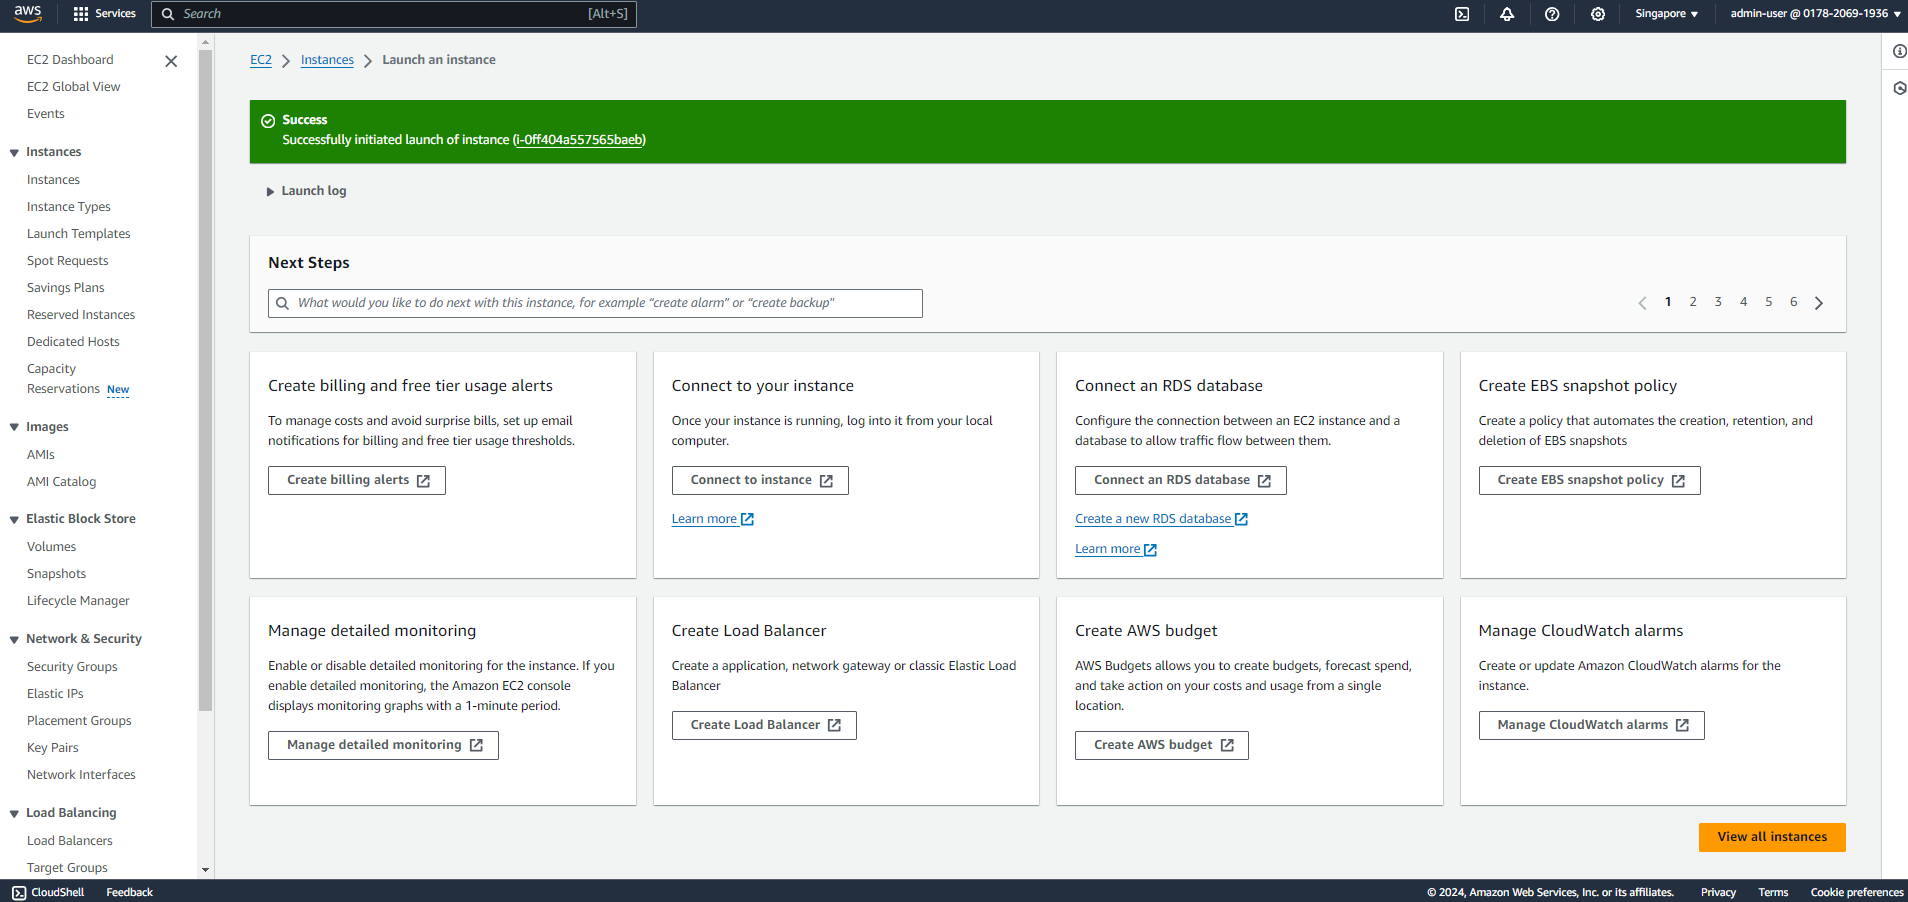 aws
Services
Search
[Alt+S]
Singapore
admin-user @ 0178-2069-1936
EC2 Dashboard
EC2 Global View
Events
Instances
Instances
Instance Types
Launch Templates
Spot Requests
Savings Plans
Reserved Instances
Dedicated Hosts
Capacity
Reservations New
Images
AMIs
AMI Catalog
Elastic Block Store
Volumes
Snapshots
Lifecycle Manager
Network & Security
Security Groups
Elastic IPs
Placement Groups
Key Pairs
Network Interfaces
Load Balancing
Load Balancers
Target Groups
EC2
Instances
Launch an instance
Success
Successfully initiated launch of instance (i-0ff404a557565baeb)
Launch log
Next Steps
What would you like to do next with this instance, for example “create alarm” or “create backup”
1 2 3 4 5 6
Create billing and free tier usage alerts
To manage costs and avoid surprise bills, set up email
notifications for billing and free tier usage thresholds.
Create billing alerts
Connect to your instance
Once your instance is running, log into it from your local
computer.
Connect to instance
Learn more
Connect an RDS database
Configure the connection between an EC2 instance and a
database to allow traffic flow between them.
Connect an RDS database
Create a new RDS database
Learn more
Create EBS snapshot policy
Create a policy that automates the creation, retention, and
deletion of EBS snapshots
Create EBS snapshot policy
Manage detailed monitoring
Enable or disable detailed monitoring for the instance. If you
enable detailed monitoring, the Amazon EC2 console
displays monitoring graphs with a 1-minute period.
Manage detailed monitoring
Create Load Balancer
Create a application, network gateway or classic Elastic Load
Balancer
Create Load Balancer
Create AWS budget
AWS Budgets allows you to create budgets, forecast spend,
and take action on your costs and usage from a single
location.
Create AWS budget
Manage CloudWatch alarms
Create or update Amazon CloudWatch alarms for the
instance.
Manage CloudWatch alarms
View all instances
CloudShell
Feedback
© 2024, Amazon Web Services, Inc. or its affiliates.
Privacy
Terms
Cookie preferences